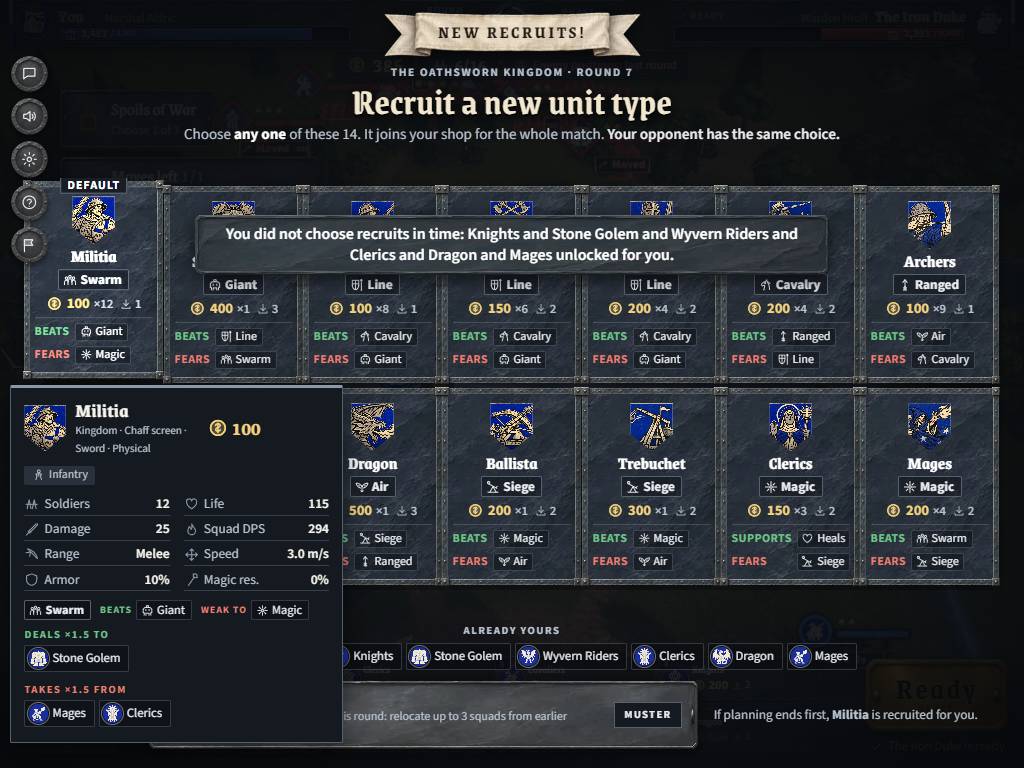 NEW RECRUITS!
THE OATHSWORN KINGDOM · ROUND 7
Recruit a new unit type
Choose any one of these 14. It joins your shop for the whole match. Your opponent has the same choice.
You did not choose recruits in time: Knights and Stone Golem and Wyvern Riders and
Clerics and Dragon and Mages unlocked for you.
DEFAULT
Militia
Swarm
100 ×12 1
BEATS Giant
FEARS Magic
Giant
400 ×1 3
BEATS Line
FEARS Swarm
Line
100 ×8 1
BEATS Cavalry
FEARS Giant
Line
150 ×6 2
BEATS Cavalry
FEARS Giant
Line
200 ×4 2
BEATS Cavalry
FEARS Giant
Cavalry
200 ×4 2
BEATS Ranged
FEARS Line
Archers
Ranged
100 ×9 1
BEATS Air
FEARS Cavalry
Militia
Kingdom · Chaff screen ·
Sword · Physical
100
Infantry
Soldiers 12
Life 115
Damage 25
Squad DPS 294
Range Melee
Speed 3.0 m/s
Armor 10%
Magic res. 0%
Swarm BEATS Giant WEAK TO Magic
DEALS ×1.5 TO
Stone Golem
TAKES ×1.5 FROM
Mages Clerics
Dragon
Air
500 ×1 3
Siege
Ranged
Ballista
Siege
200 ×1 2
BEATS Magic
FEARS Air
Trebuchet
Siege
300 ×1 2
BEATS Magic
FEARS Air
Clerics
Magic
150 ×3 2
SUPPORTS Heals
FEARS Siege
Mages
Magic
200 ×4 2
BEATS Swarm
FEARS Siege
ALREADY YOURS
Knights Stone Golem Wyvern Riders Clerics Dragon Mages
is round: relocate up to 3 squads from earlier
MUSTER
If planning ends first, Militia is recruited for you.
Ready
The Iron Duke ready